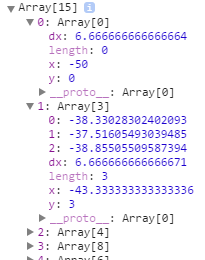 Array[15] i
0: Array[0]
dx: 6.666666666666664
length: 0
x: -50
y: 0
__proto__: Array[0]
1: Array[3]
0: -38.33028302402093
1: -37.51605493039485
2: -38.85505509587394
dx: 6.666666666666671
length: 3
x: -43.333333333333336
y: 3
__proto__: Array[0]
2: Array[4]
3: Array[8]